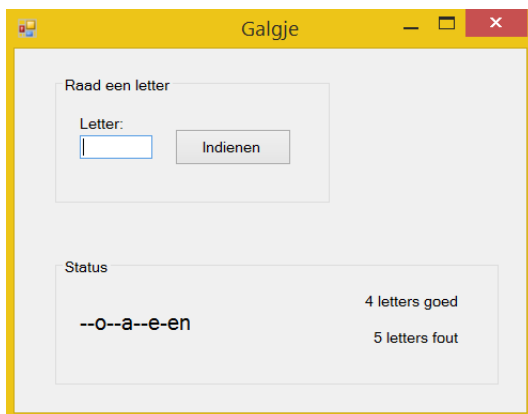 Galgje
Raad een letter
Letter:
Indienen
Status
4 letters goed
--o--a--e-en
5 letters fout